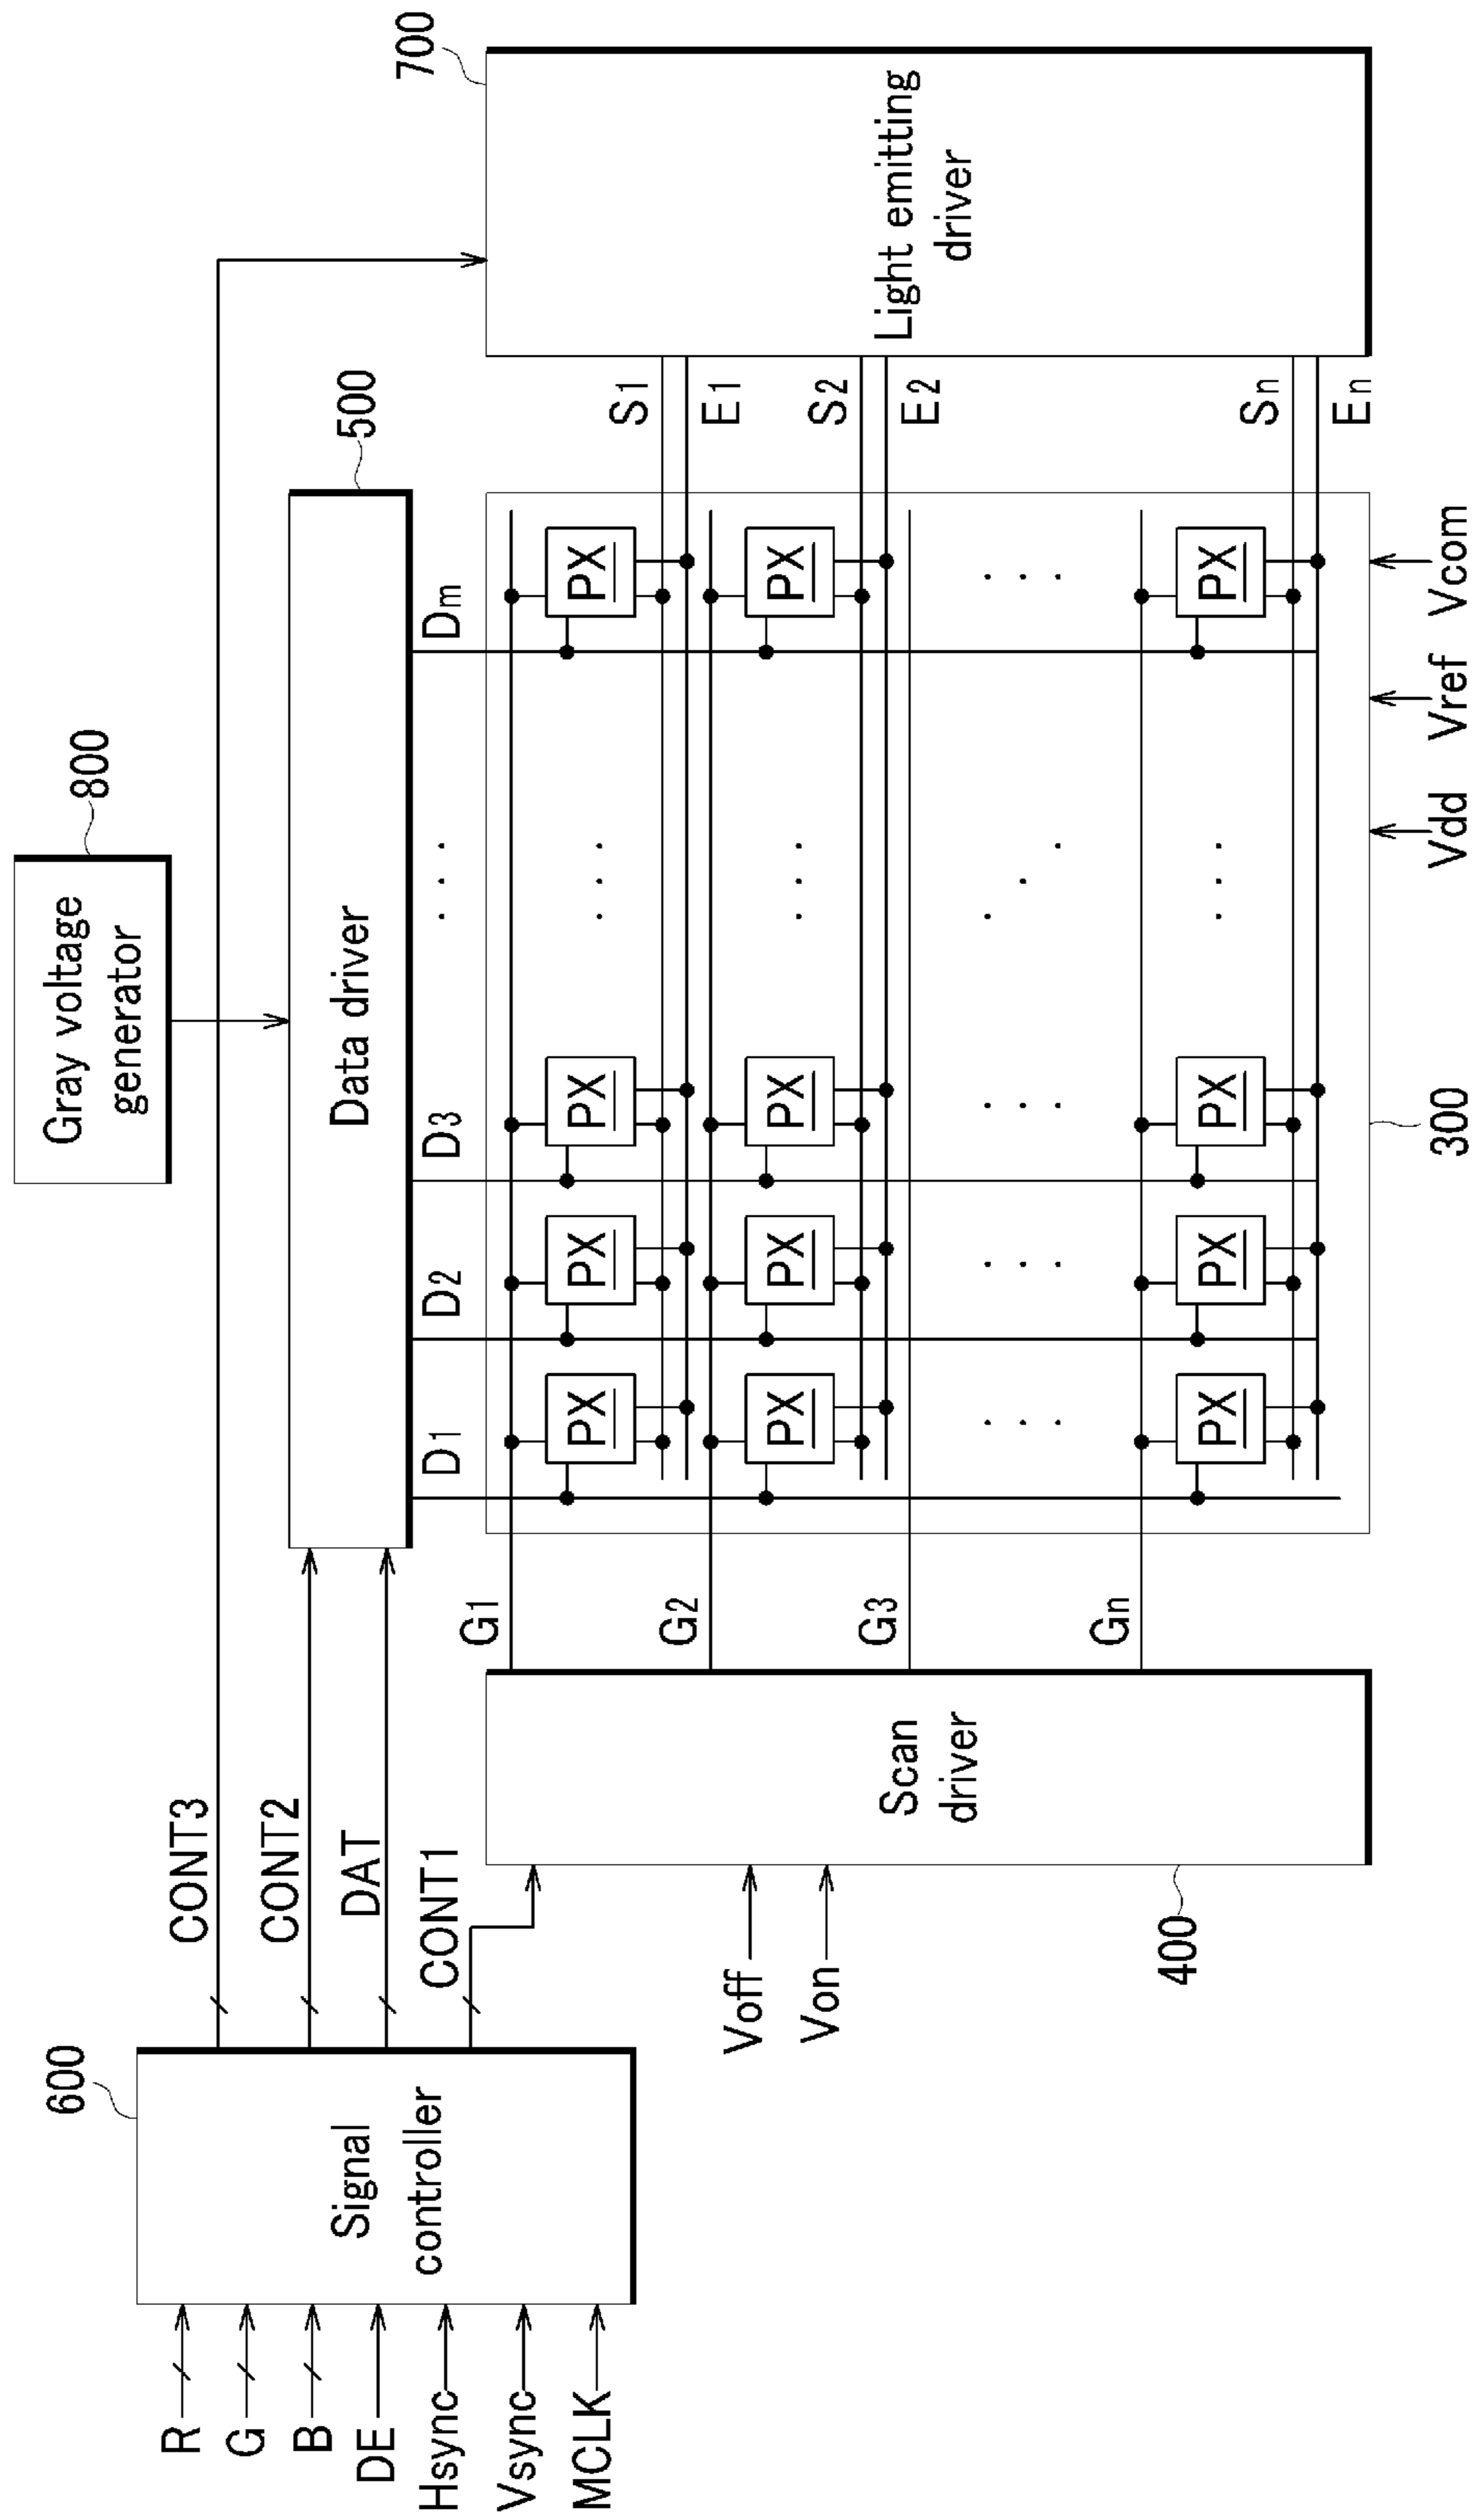 800
Gray voltage
generator
600
CONT3
700
R
G
B
DE
Hsync
Vsync
MCLK
Signal
controller
CONT2
DAT
CONT1
Data driver
500
D1
D2
D3
. . .
Dm
Voff
Von
Scan
driver
400
G1
G2
G3
Gn
PX
PX
PX
. . .
PX
PX
PX
PX
. . .
PX
. . .
. . .
. . .
. . .
. . .
PX
PX
PX
. . .
PX
S1
E1
S2
E2
Sn
En
Light emitting
driver
300
Vdd
Vref
Vcom